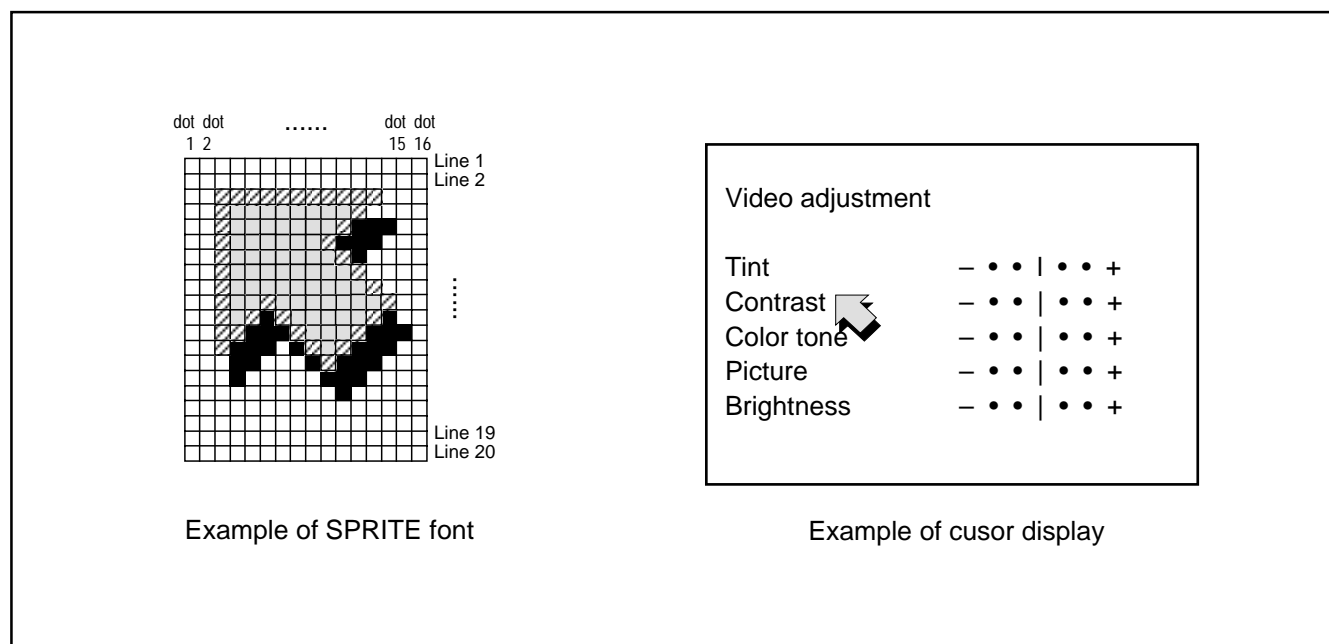 dot dot ...... dot dot
1 2 15 16
Line 1
Line 2
......
Line 19
Line 20
Example of SPRITE font
Video adjustment
Tint – • • | • • +
Contrast – • • | • • +
Color tone – • • | • • +
Picture – • • | • • +
Brightness – • • | • • +
Example of cusor display